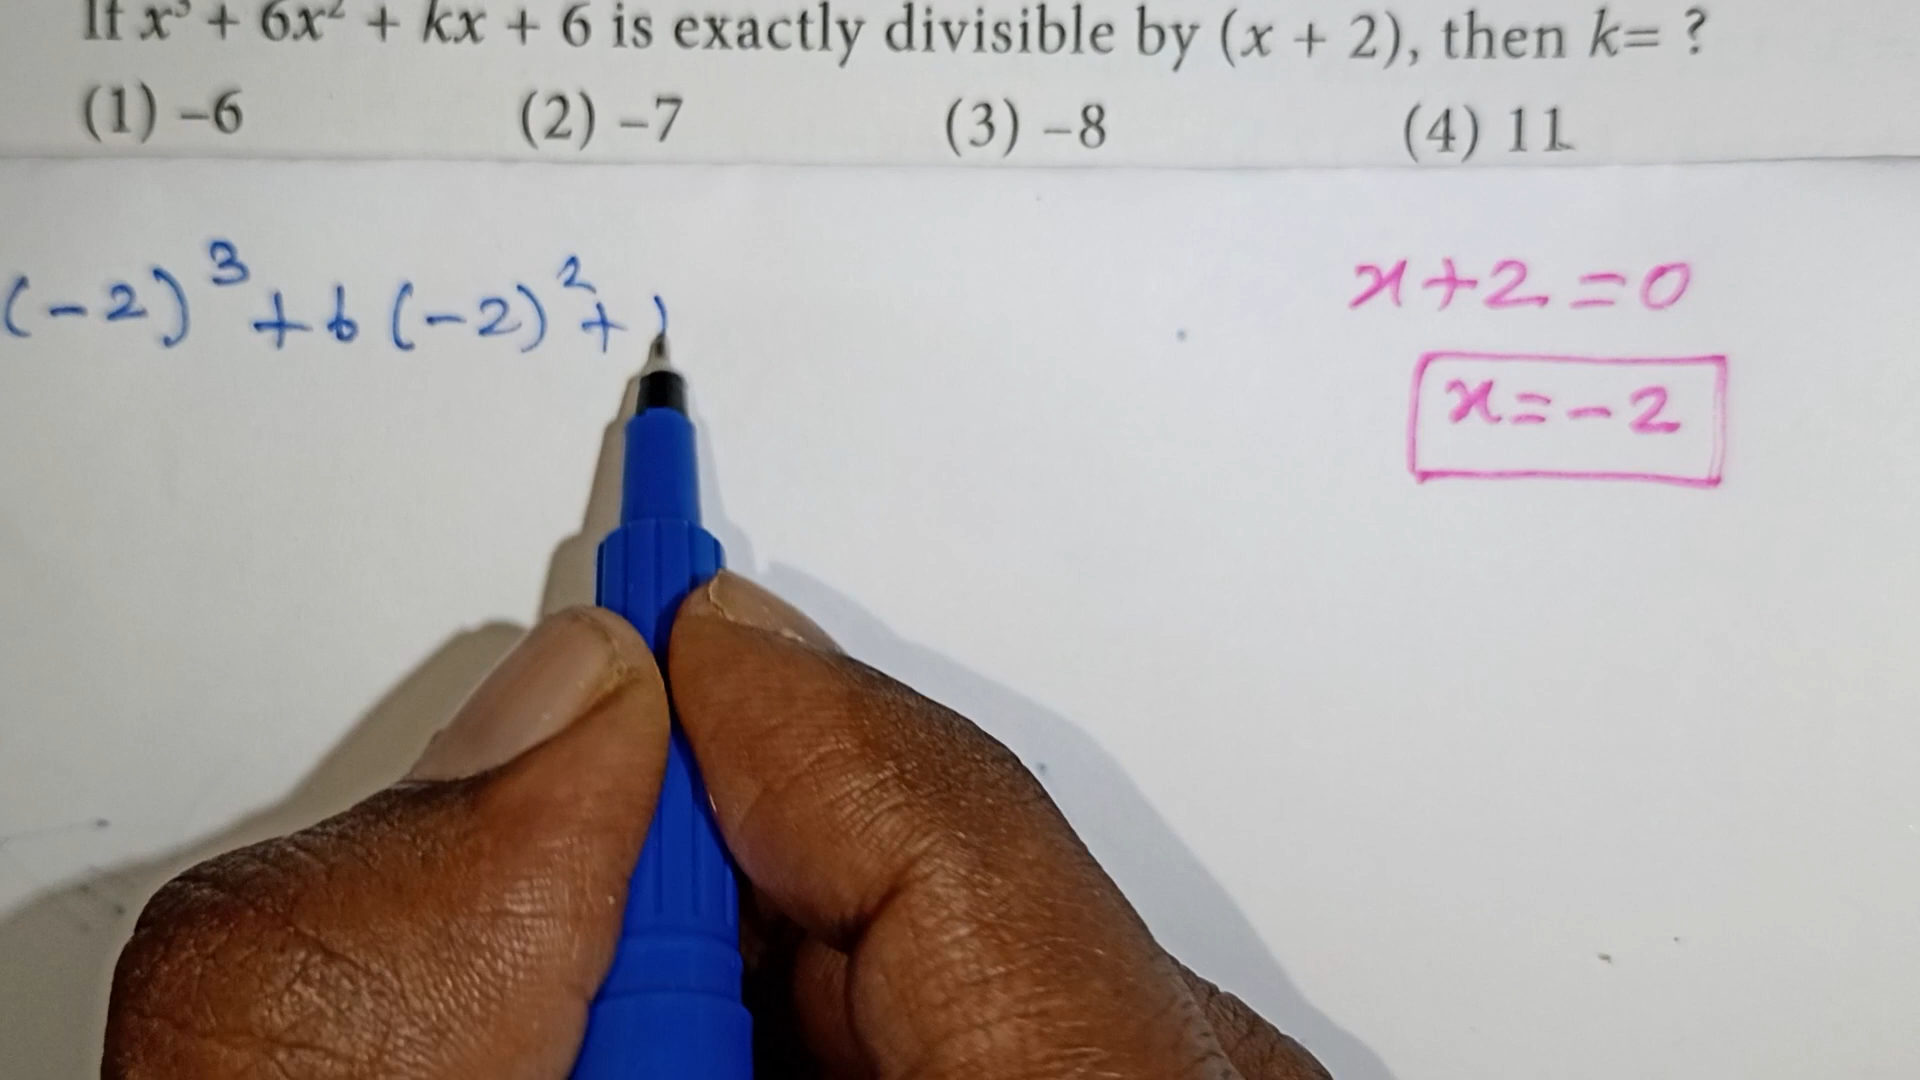 If x³ + 6x² + kx + 6 is exactly divisible by (x + 2), then k= ?
(1) –6 (2) –7 (3) –8 (4) 11
(-2)³ + 6 (-2)² +
x+2=0
x=-2